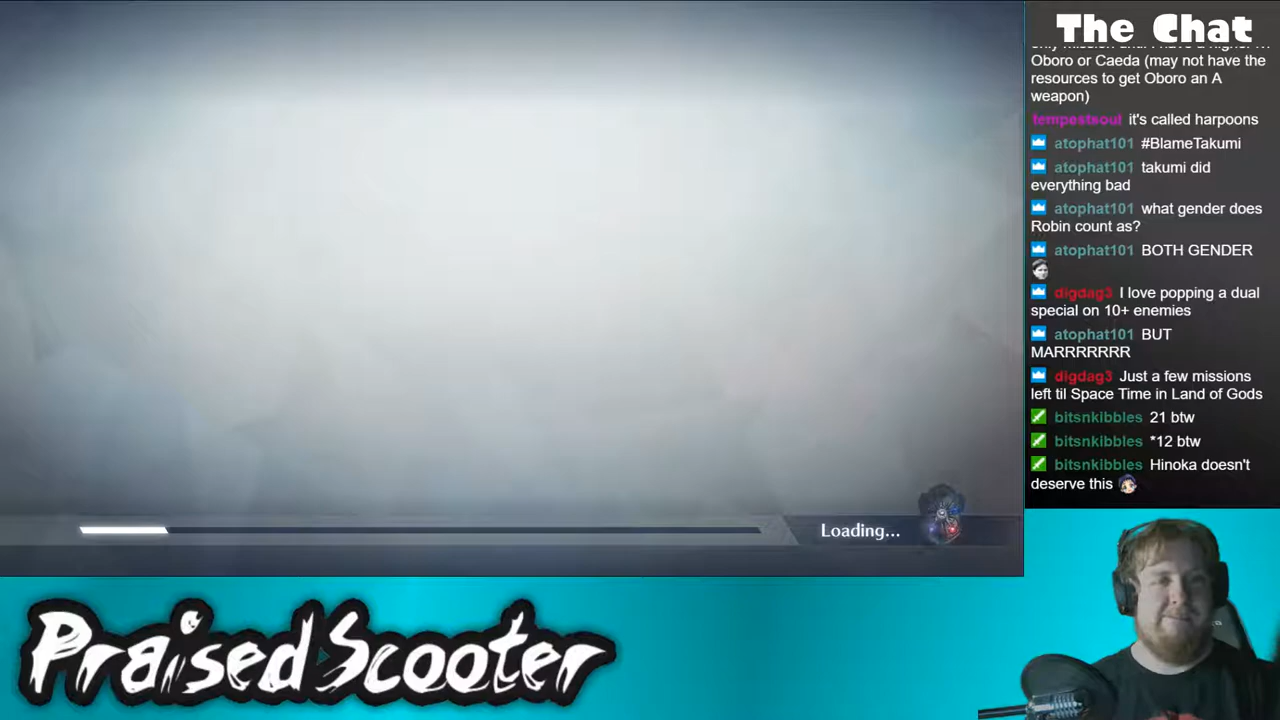 The Chat
Oboro or Caeda (may not have the
resources to get Oboro an A
weapon)
tempestsoul it's called harpoons
atophat101 #BlameTakumi
atophat101 takumi did
everything bad
atophat101 what gender does
Robin count as?
atophat101 BOTH GENDER
digdag3 I love popping a dual
special on 10+ enemies
atophat101 BUT
MARRRRRRR
digdag3 Just a few missions
left til Space Time in Land of Gods
bitsnkibbles 21 btw
bitsnkibbles *12 btw
bitsnkibbles Hinoka doesn't
deserve this
Loading...
PraisedScooter